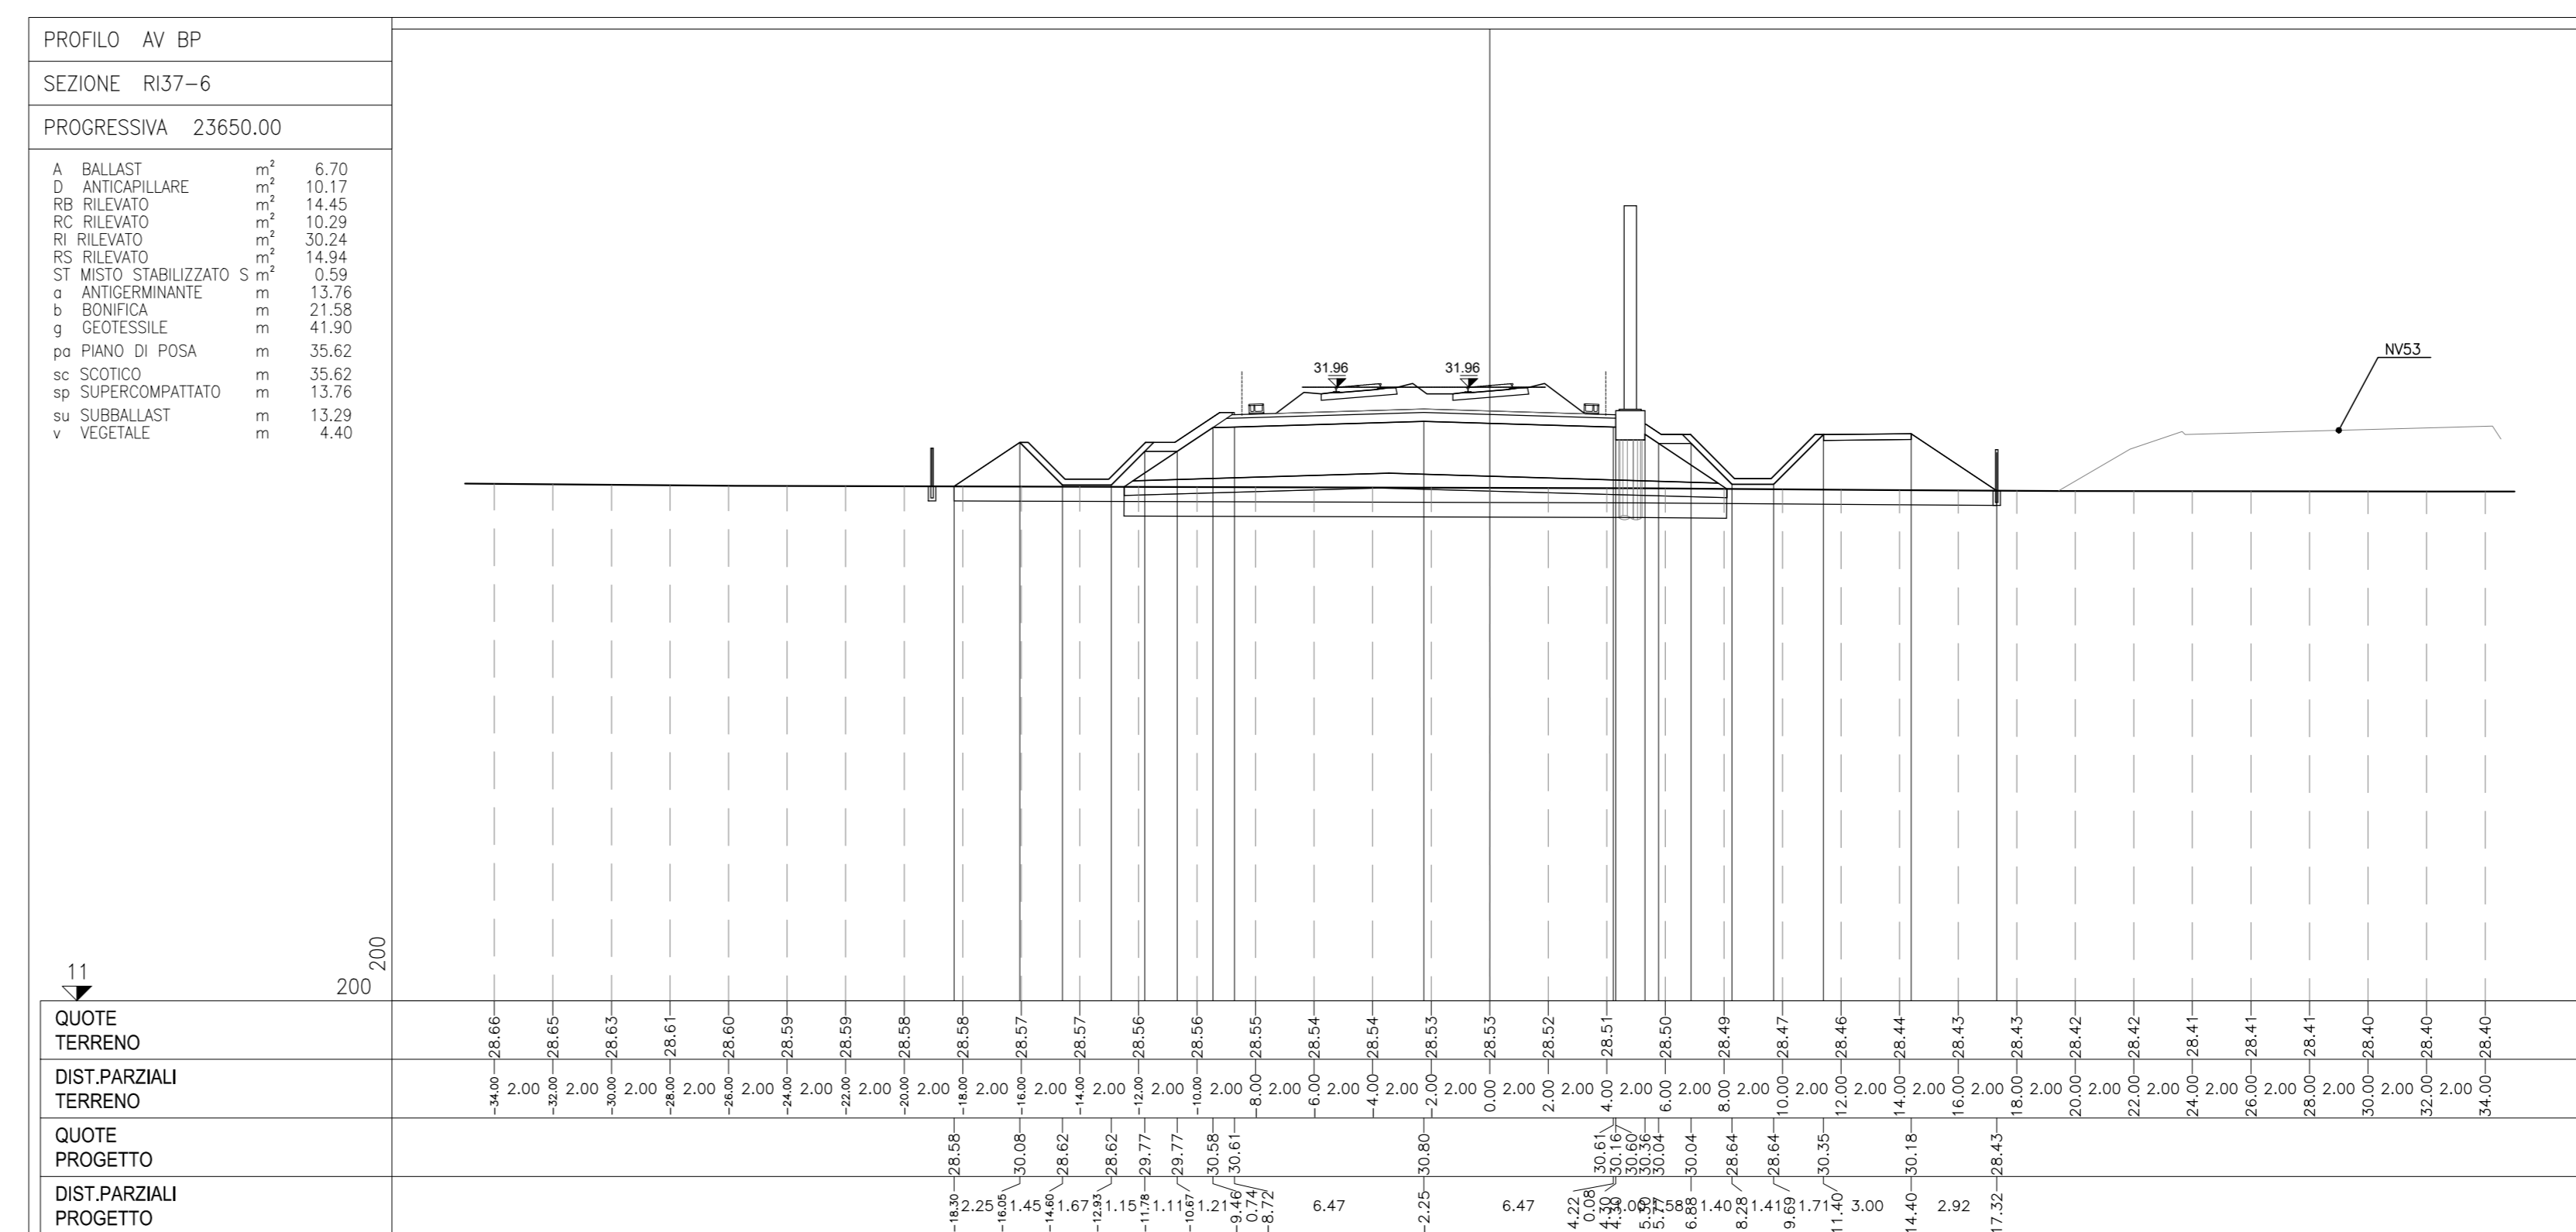 PROFILO AV BP
SEZIONE RI37-6
PROGRESSIVA 23650.00
A BALLAST m² 6.70
D ANTICAPILLARE m² 10.17
RB RILEVATO m² 14.45
RC RILEVATO m² 10.29
RI RILEVATO m² 30.24
RS RILEVATO m² 14.94
ST MISTO STABILIZZATO S m² 0.59
a ANTIGERMINANTE m 13.76
b BONIFICA m 21.58
g GEOTESSILE m 41.90
pa PIANO DI POSA m 35.62
sc SCOTICO m 35.62
sp SUPERCOMPATTATO m 13.76
su SUBBALLAST m 13.29
v VEGETALE m 4.40
31.96 31.96
NV53
11
200
200
QUOTE
TERRENO
28.66 28.65 28.63 28.61 28.60 28.59 28.59 28.58 28.58 28.57 28.57 28.56 28.56 28.55 28.54 28.54 28.53 28.53 28.52 28.51 28.50 28.49 28.47 28.46 28.44 28.43 28.43 28.42 28.42 28.41 28.41 28.41 28.40 28.40 28.40
DIST.PARZIALI
TERRENO
-34.00 2.00 -32.00 2.00 -30.00 2.00 -28.00 2.00 -26.00 2.00 -24.00 2.00 -22.00 2.00 -20.00 2.00 -18.00 2.00 -16.00 2.00 -14.00 2.00 -12.00 2.00 -10.00 2.00 -8.00 2.00 -6.00 2.00 -4.00 2.00 -2.00 2.00 0.00 2.00 2.00 2.00 4.00 2.00 6.00 2.00 8.00 2.00 10.00 2.00 12.00 2.00 14.00 2.00 16.00 2.00 18.00 2.00 20.00 2.00 22.00 2.00 24.00 2.00 26.00 2.00 28.00 2.00 30.00 2.00 32.00 2.00 34.00
QUOTE
PROGETTO
28.58 30.08 28.62 28.62 29.77 29.77 30.58 30.61 30.80 30.61 30.16 30.60 30.36 30.04 30.04 28.64 28.64 30.35 30.18 28.43
DIST.PARZIALI
PROGETTO
-18.30 2.25 -16.05 1.45 -14.60 1.67 -12.93 1.15 -11.78 1.11 -10.67 1.21 -9.46 0.74 -8.72 6.47 -2.25 6.47 4.22 0.08 4.30 4.30 5.30 5.77 6.88 1.40 8.28 1.41 9.69 1.71 11.40 3.00 14.40 2.92 17.32